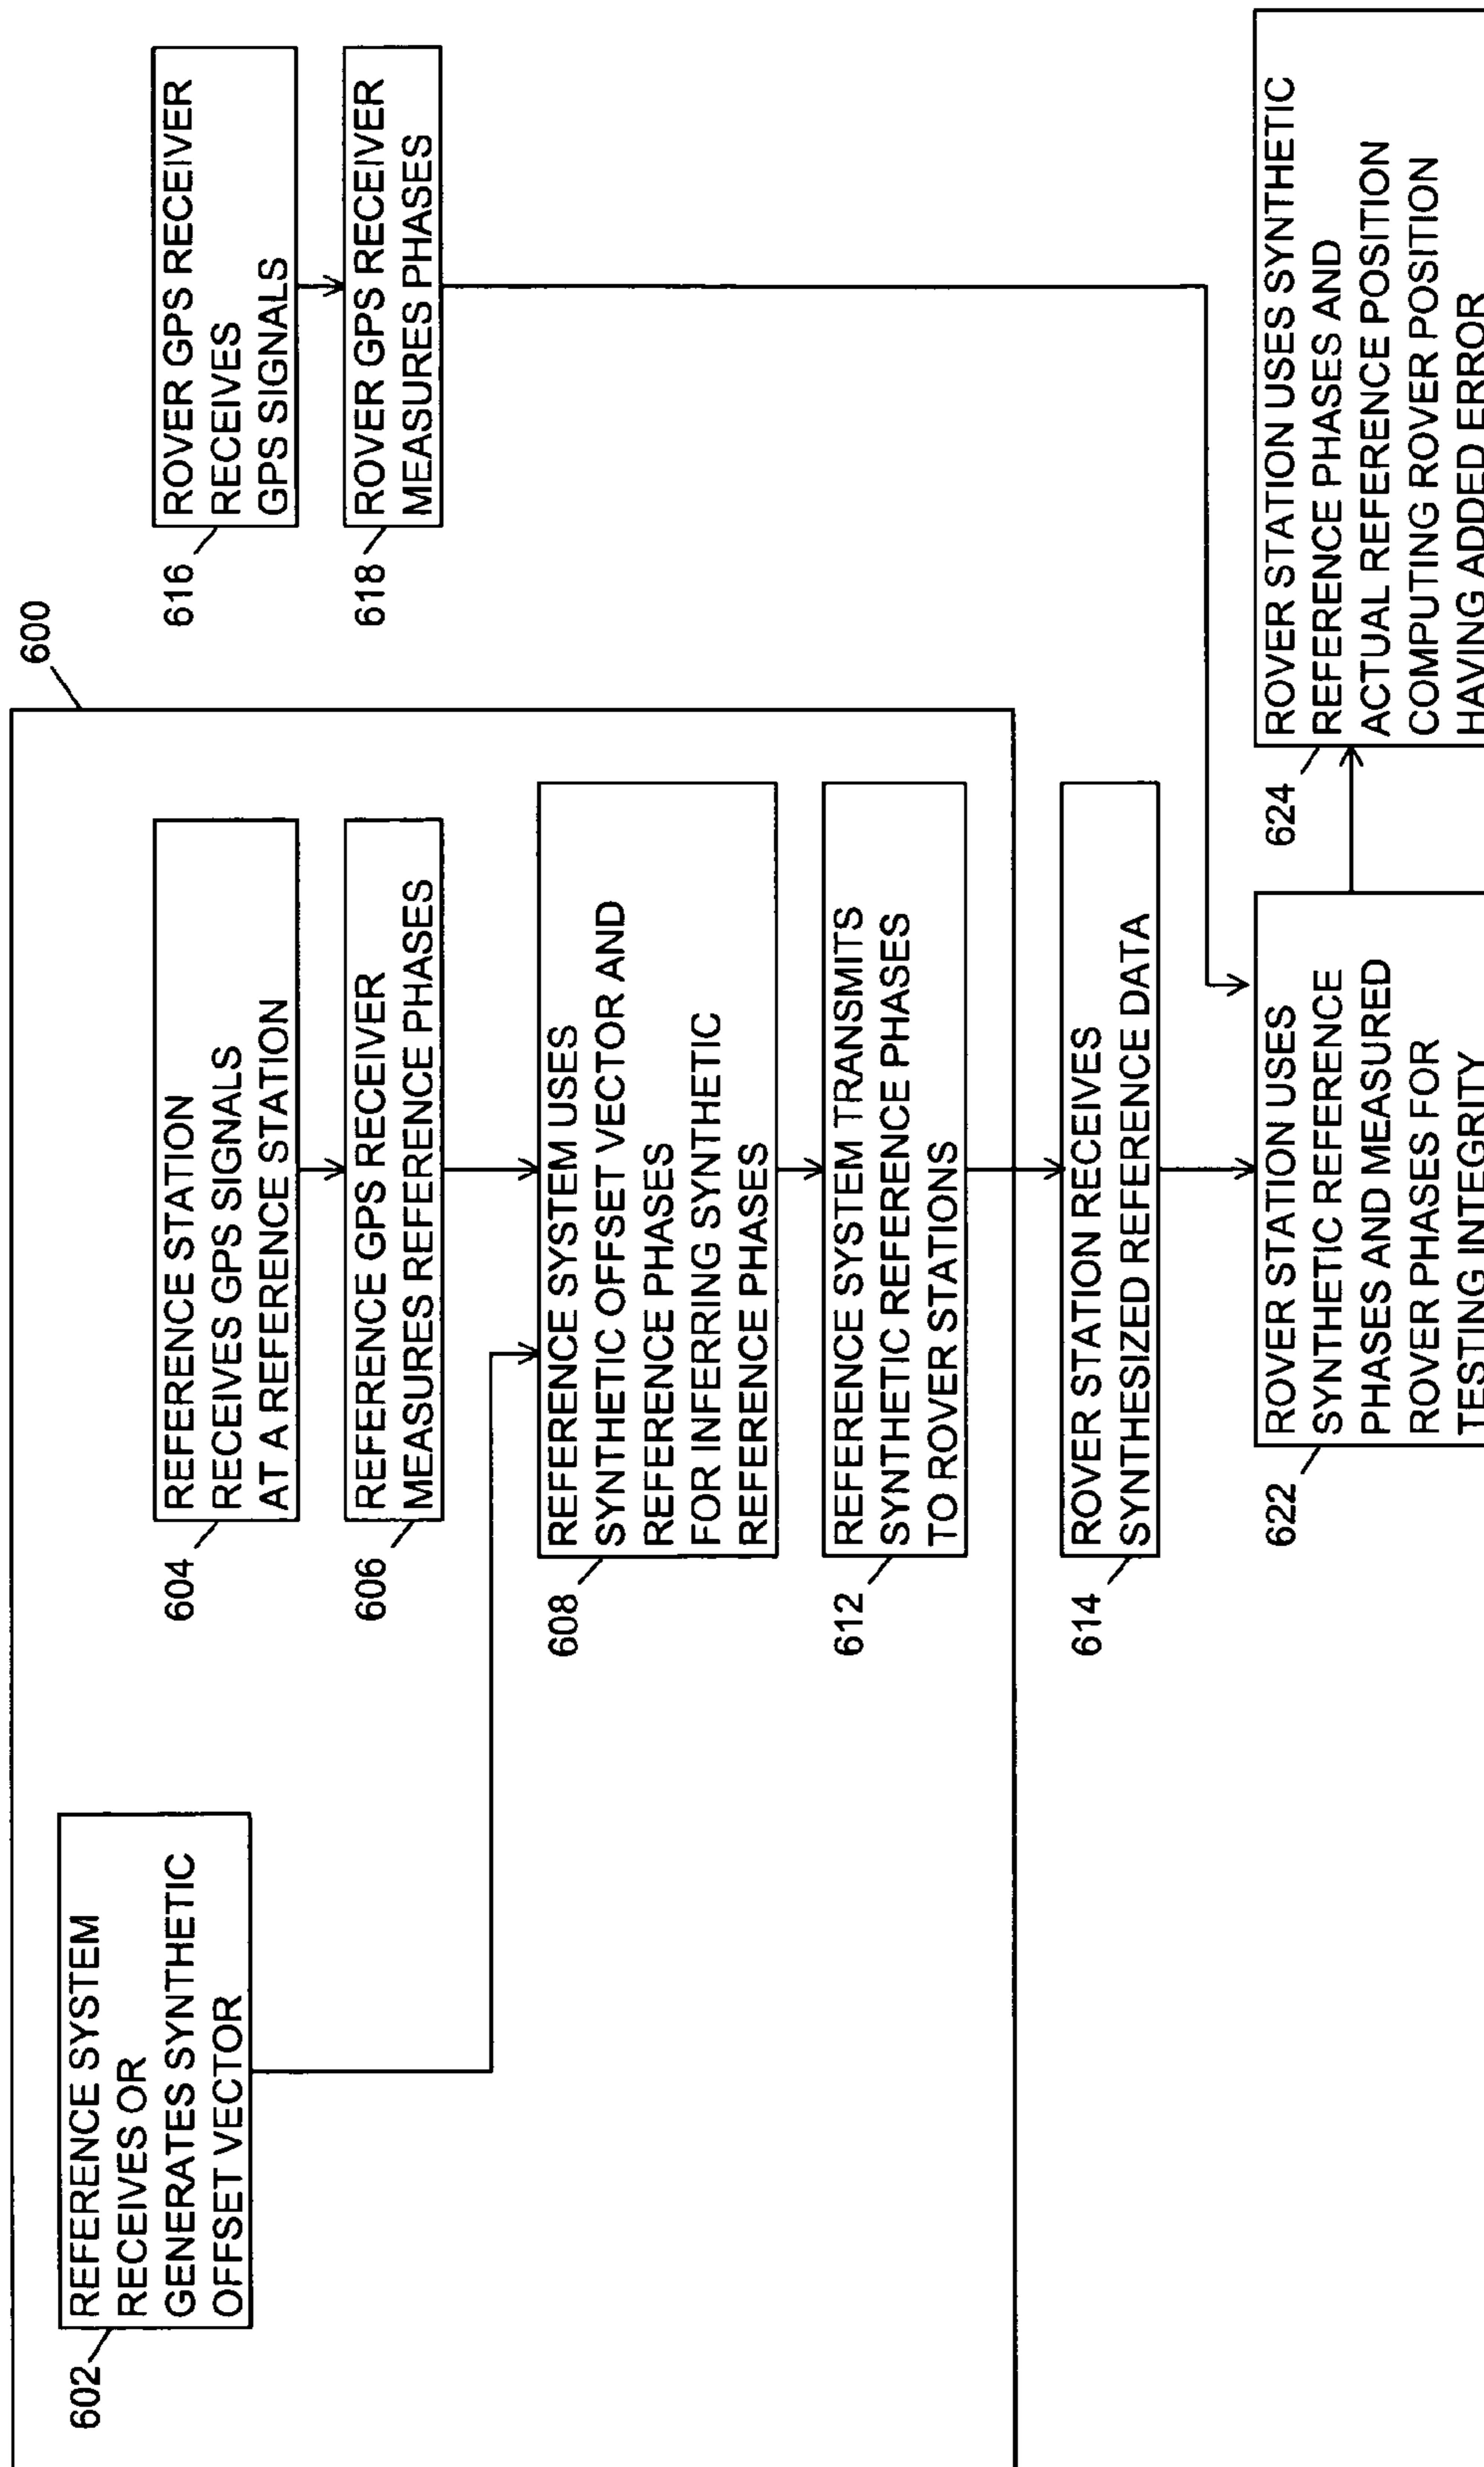 600
602
REFERENCE SYSTEM
RECEIVES OR
GENERATES SYNTHETIC
OFFSET VECTOR
604
REFERENCE STATION
RECEIVES GPS SIGNALS
AT A REFERENCE STATION
606
REFERENCE GPS RECEIVER
MEASURES REFERENCE PHASES
608
REFERENCE SYSTEM USES
SYNTHETIC OFFSET VECTOR AND
REFERENCE PHASES
FOR INFERRING SYNTHETIC
REFERENCE PHASES
612
REFERENCE SYSTEM TRANSMITS
SYNTHETIC REFERENCE PHASES
TO ROVER STATIONS
614
ROVER STATION RECEIVES
SYNTHESIZED REFERENCE DATA
616
ROVER GPS RECEIVER
RECEIVES
GPS SIGNALS
618
ROVER GPS RECEIVER
MEASURES PHASES
622
ROVER STATION USES
SYNTHETIC REFERENCE
PHASES AND MEASURED
ROVER PHASES FOR
TESTING INTEGRITY
624
ROVER STATION USES SYNTHETIC
REFERENCE PHASES AND
ACTUAL REFERENCE POSITION
COMPUTING ROVER POSITION
HAVING ADDED ERROR